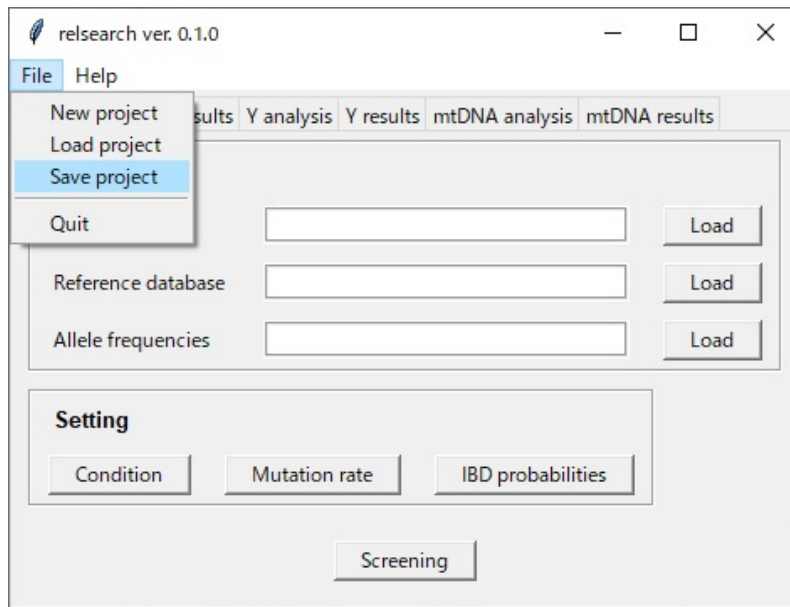 relsearch ver. 0.1.0
File Help
New project
Load project
Save project
Quit
Y analysis Y results mtDNA analysis mtDNA results
Load
Reference database Load
Allele frequencies Load
Setting
Condition Mutation rate IBD probabilities
Screening